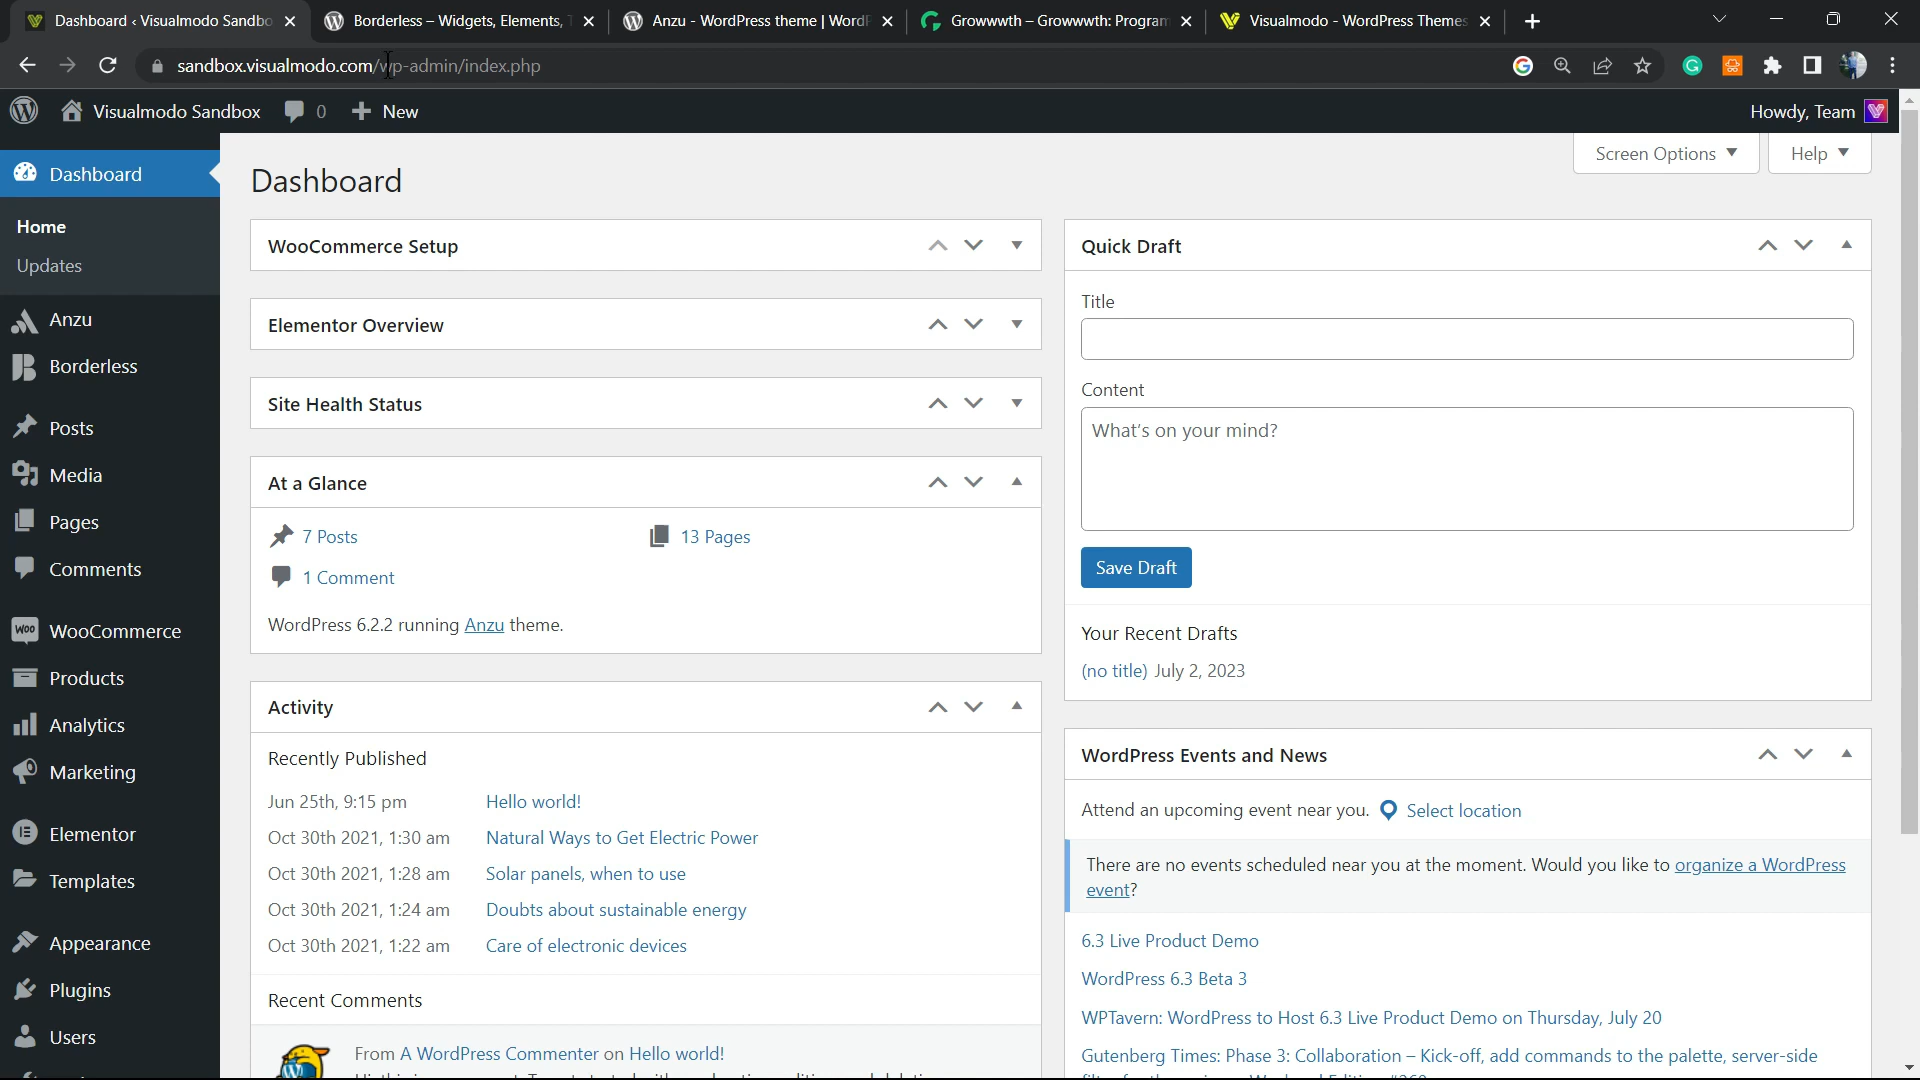 Dashboard ‹ Visualmodo Sandbo
Borderless – Widgets, Elements, T
Anzu - WordPress theme | WordP
Growwwth – Growwwth: Program
Visualmodo - WordPress Themes
sandbox.visualmodo.com/wp-admin/index.php
Visualmodo Sandbox
0
New
Howdy, Team
Screen Options
Help
Dashboard
Home
Updates
Anzu
Borderless
Posts
Media
Pages
Comments
WooCommerce
Products
Analytics
Marketing
Elementor
Templates
Appearance
Plugins
Users
Dashboard
WooCommerce Setup
Elementor Overview
Site Health Status
At a Glance
7 Posts
13 Pages
1 Comment
WordPress 6.2.2 running Anzu theme.
Activity
Recently Published
Jun 25th, 9:15 pm Hello world!
Oct 30th 2021, 1:30 am Natural Ways to Get Electric Power
Oct 30th 2021, 1:28 am Solar panels, when to use
Oct 30th 2021, 1:24 am Doubts about sustainable energy
Oct 30th 2021, 1:22 am Care of electronic devices
Recent Comments
From A WordPress Commenter on Hello world!
Quick Draft
Title
Content
What's on your mind?
Save Draft
Your Recent Drafts
(no title) July 2, 2023
WordPress Events and News
Attend an upcoming event near you. Select location
There are no events scheduled near you at the moment. Would you like to organize a WordPress
event?
6.3 Live Product Demo
WordPress 6.3 Beta 3
WPTavern: WordPress to Host 6.3 Live Product Demo on Thursday, July 20
Gutenberg Times: Phase 3: Collaboration – Kick-off, add commands to the palette, server-side